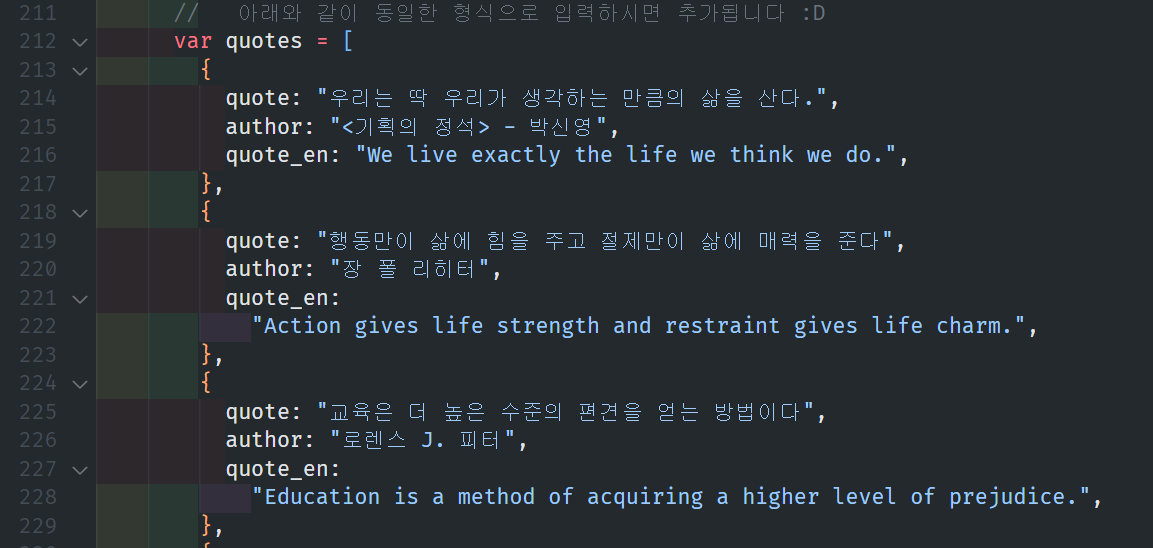 211 //   아래와 같이 동일한 형식으로 입력하시면 추가됩니다 :D
212 var quotes = [
213 {
214 quote: "우리는 딱 우리가 생각하는 만큼의 삶을 산다.",
215 author: "<기획의 정석> - 박신영",
216 quote_en: "We live exactly the life we think we do.",
217 },
218 {
219 quote: "행동만이 삶에 힘을 주고 절제만이 삶에 매력을 준다",
220 author: "장 폴 리히터",
221 quote_en:
222 "Action gives life strength and restraint gives life charm.",
223 },
224 {
225 quote: "교육은 더 높은 수준의 편견을 얻는 방법이다",
226 author: "로렌스 J. 피터",
227 quote_en:
228 "Education is a method of acquiring a higher level of prejudice.",
229 },
{